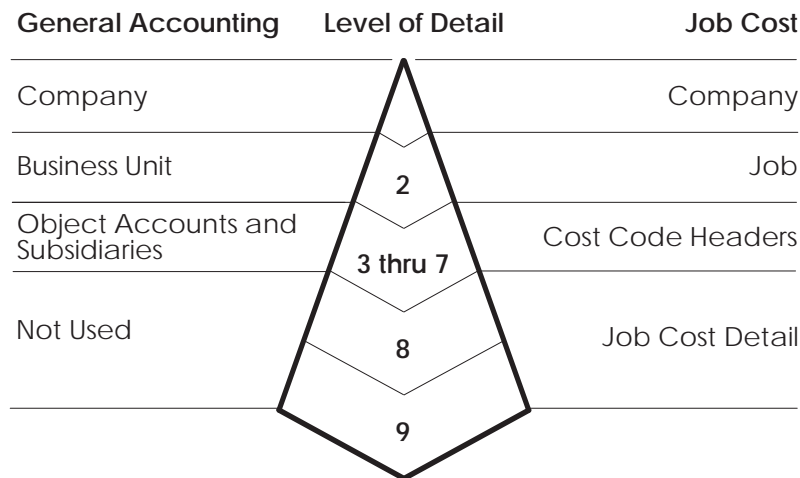 General Accounting Level of Detail Job Cost
Company Company
Business Unit Job
2
Object Accounts and
Subsidiaries
3 thru 7 Cost Code Headers
Not Used Job Cost Detail
8
9